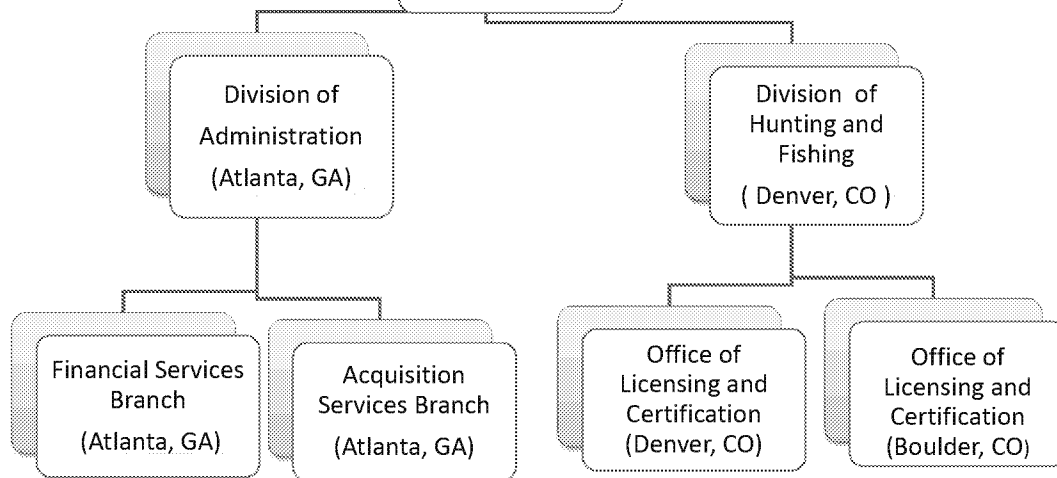 Division of
Administration
(Atlanta, GA)
Division of
Hunting and
Fishing
( Denver, CO )
Financial Services
Branch
(Atlanta, GA)
Acquisition
Services Branch
(Atlanta, GA)
Office of
Licensing and
Certification
(Denver, CO)
Office of
Licensing and
Certification
(Boulder, CO)